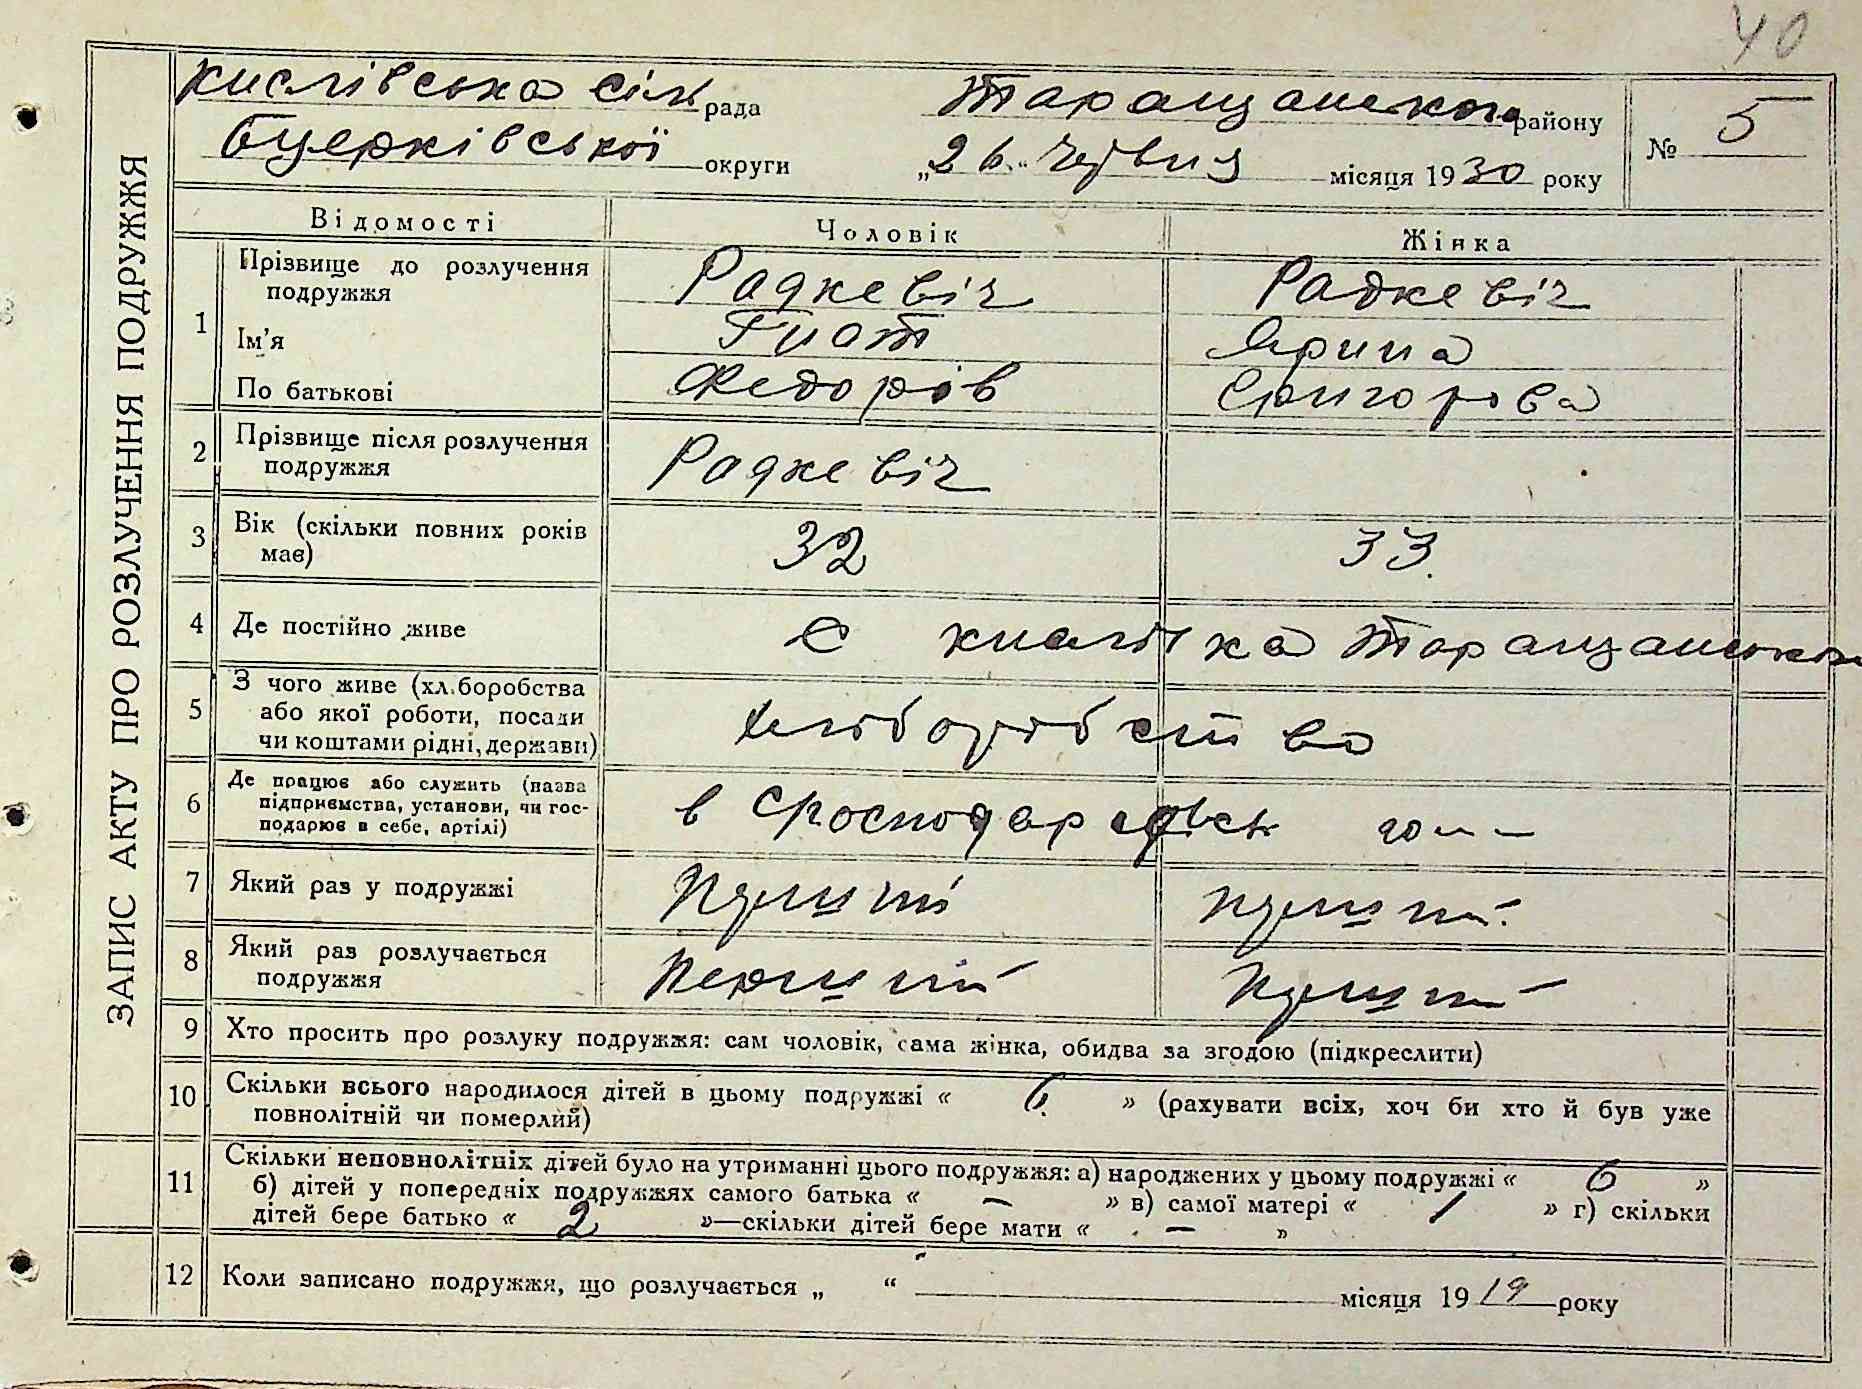 40
ЗАПИС АКТУ ПРО РОЗЛУЧЕННЯ ПОДРУЖЖЯ
Кислівська сіль рада Таращанського району № 5
Бцерківської округи „26“ червня місяця 1930 року
Відомості Чоловік Жінка
1 Прізвище до розлучення подружжя Радкевіч Радкевіч
Ім'я Гнат Ярина
По батькові Федорів Григорова
2 Прізвище після розлучення подружжя Радкевіч
3 Вік (скільки повних років має) 32 33.
4 Де постійно живе С Кислівка Таращанського
5 З чого живе (хліборобства або якої роботи, посади чи коштами рідні, держави) хліборобство
6 Де працює або служить (назва підприємства, установи, чи господарює в себе, артілі) в
7 Який раз у подружжі Перший перший.
8 Який раз розлучається подружжя Перший Перший
9 Хто просить про розлуку подружжя: сам чоловік, сама жінка, обидва за згодою (підкреслити)
10 Скільки всього народилося дітей в цьому подружжі « 6. » (рахувати всіх, хоч би хто й був уже
повнолітній чи померлий)
11 Скільки неповнолітніх дітей було на утриманні цього подружжя: а) народжених у цьому подружжі « 6 »
б) дітей у попередніх подружжях самого батька « — » в) самої матері « 1 » г) скільки
дітей бере батько « 2 »—скільки дітей бере мати « — »
12 Коли записано подружжя, що розлучається „ “ місяця 1919 року